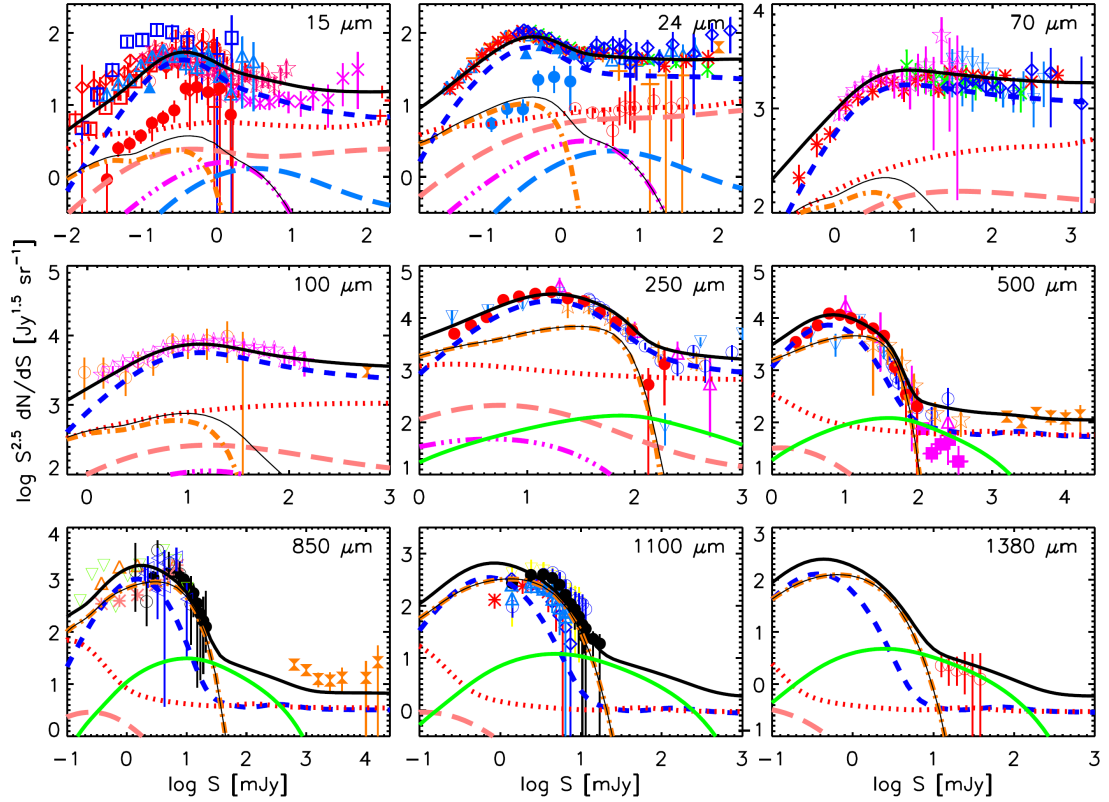 15 μm
24 μm
70 μm
2
1
0
2
1
0
4
3
2
−2 −1 0 1 2
−1 0 1 2
0 1 2 3
log S^2.5 dN/dS [Jy^1.5 sr^−1]
100 μm
250 μm
500 μm
5
4
3
2
5
4
3
2
1
5
4
3
2
1
0 1 2 3
0 1 2 3
0 1 2 3 4
850 μm
1100 μm
1380 μm
4
3
2
1
0
3
2
1
0
3
2
1
0
−1
−1 0 1 2 3 4
−1 0 1 2 3
−1 0 1 2 3
log S [mJy]
log S [mJy]
log S [mJy]